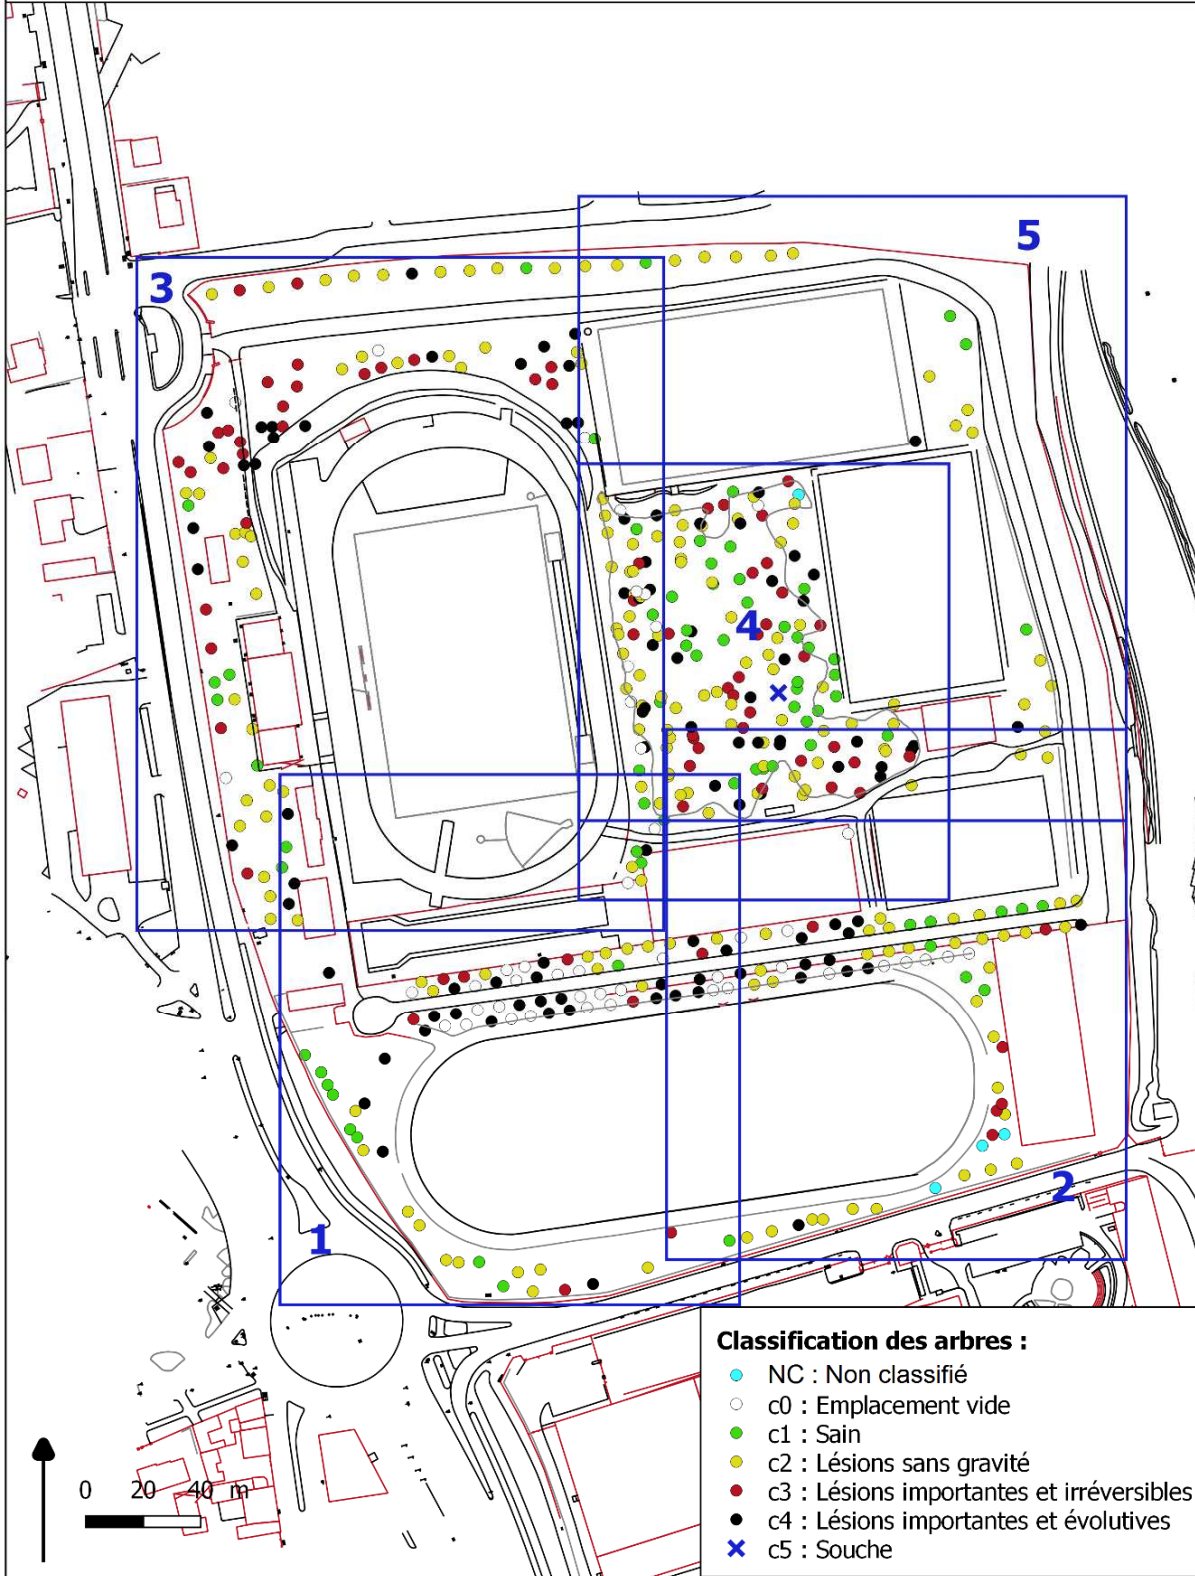 5
3
4
2
1
Classification des arbres :
NC : Non classifié
c0 : Emplacement vide
c1 : Sain
c2 : Lésions sans gravité
c3 : Lésions importantes et irréversibles
c4 : Lésions importantes et évolutives
c5 : Souche
0 20 40 m